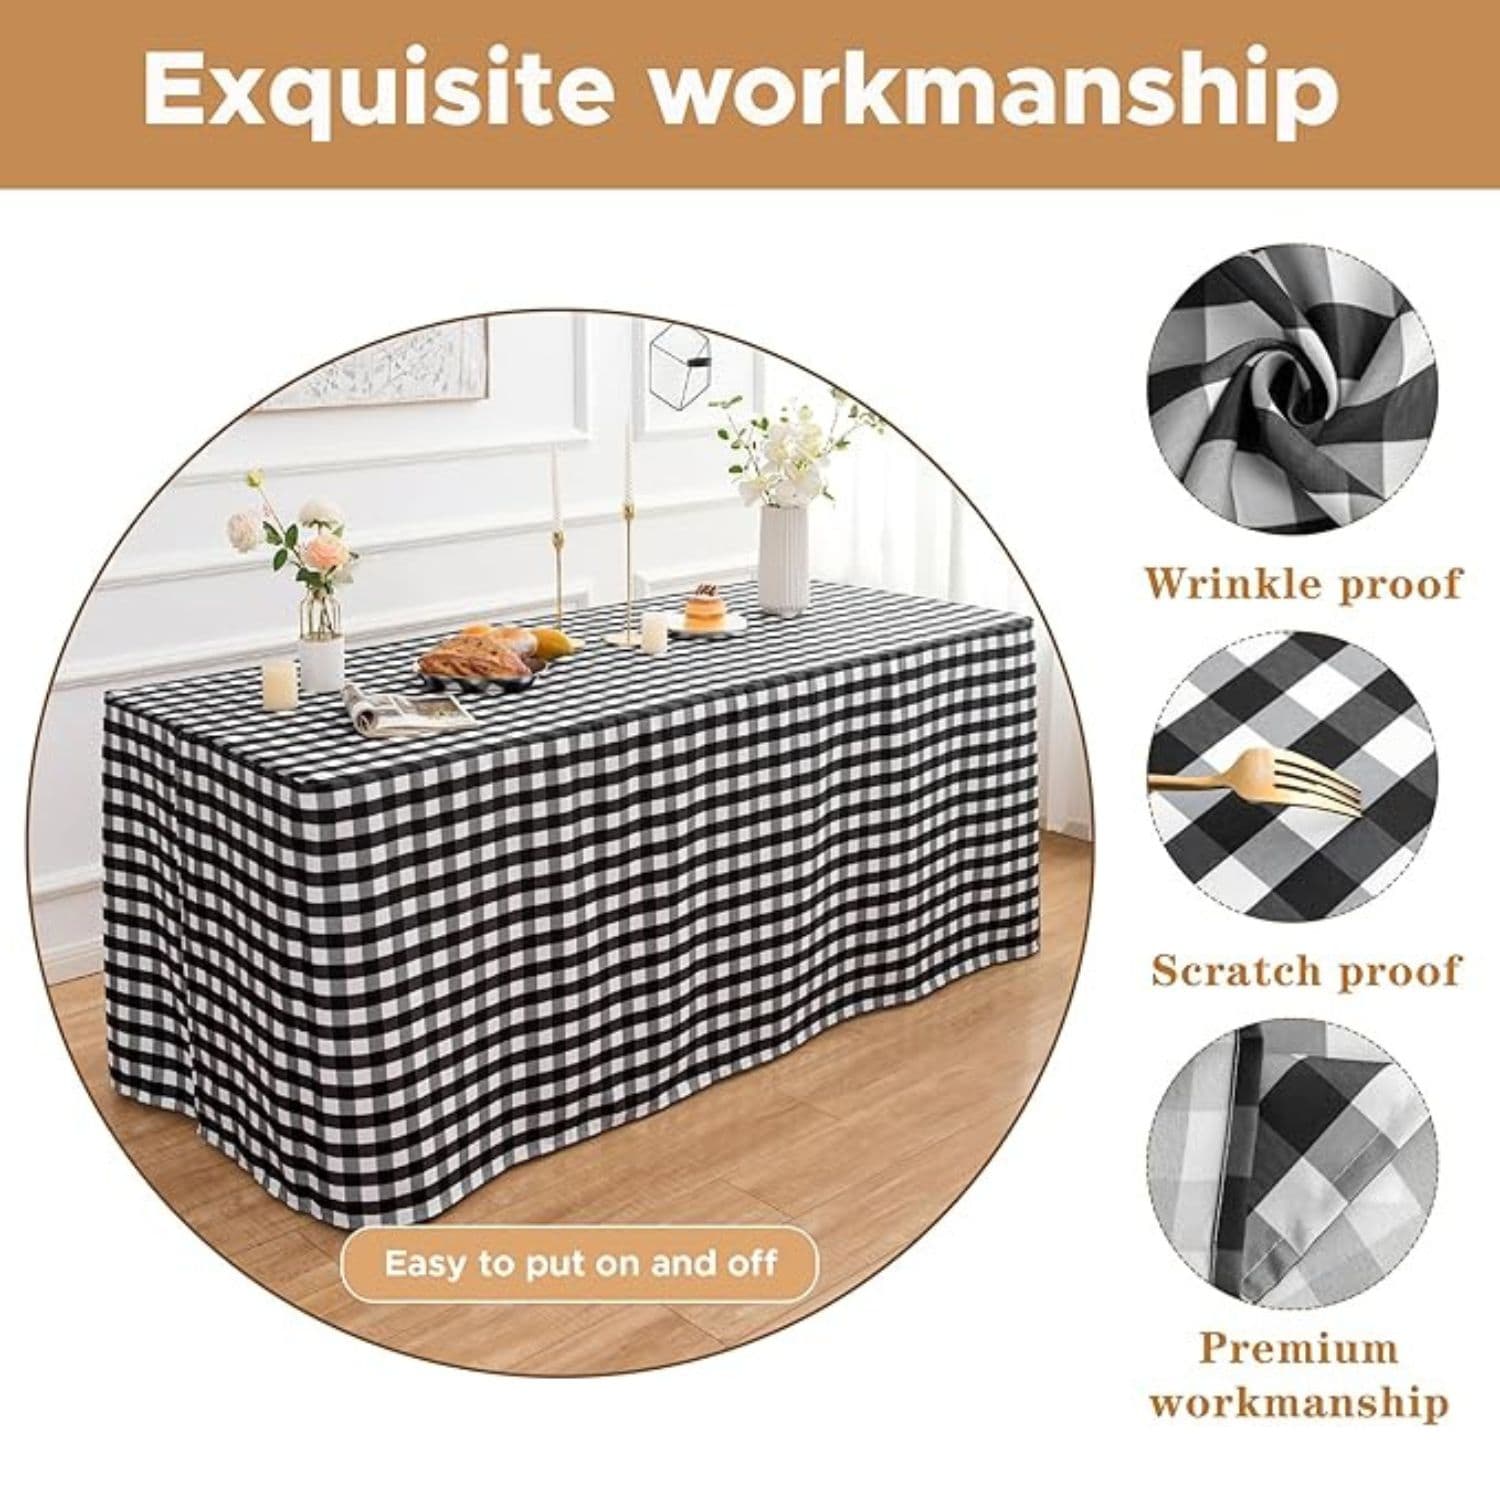 Exquisite workmanship
Wrinkle proof
Scratch proof
Easy to put on and off
Premium
workmanship